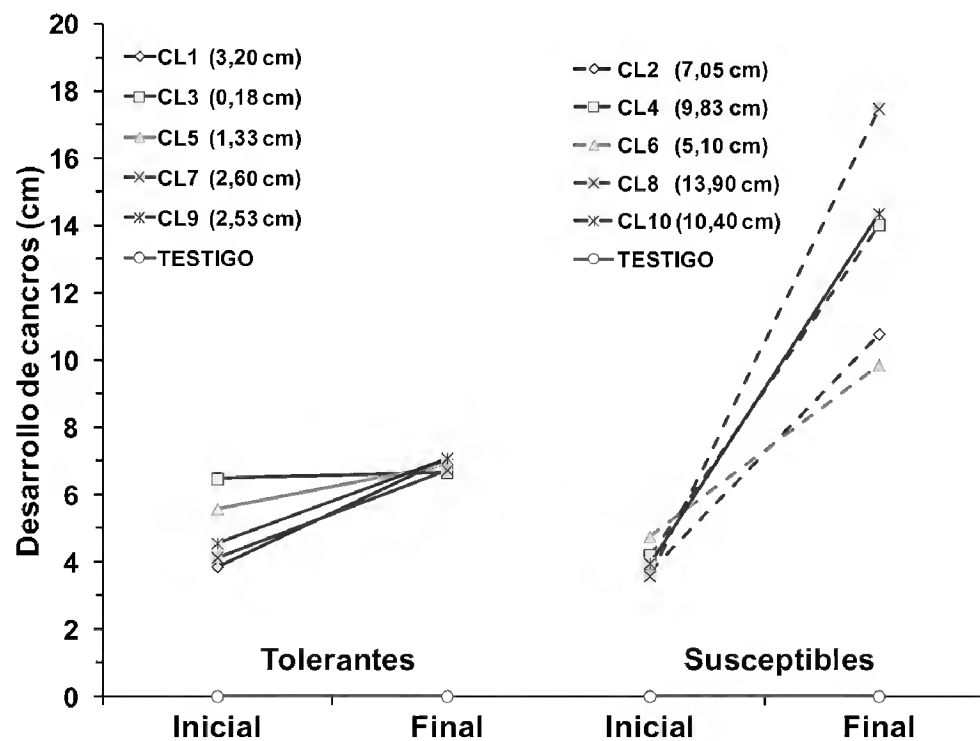 Desarrollo de cancros (cm)
20
18
16
14
12
10
8
6
4
2
0
CL1 (3,20 cm)
CL3 (0,18 cm)
CL5 (1,33 cm)
CL7 (2,60 cm)
CL9 (2,53 cm)
TESTIGO
CL2 (7,05 cm)
CL4 (9,83 cm)
CL6 (5,10 cm)
CL8 (13,90 cm)
CL10 (10,40 cm)
TESTIGO
Tolerantes
Susceptibles
Inicial Final Inicial Final